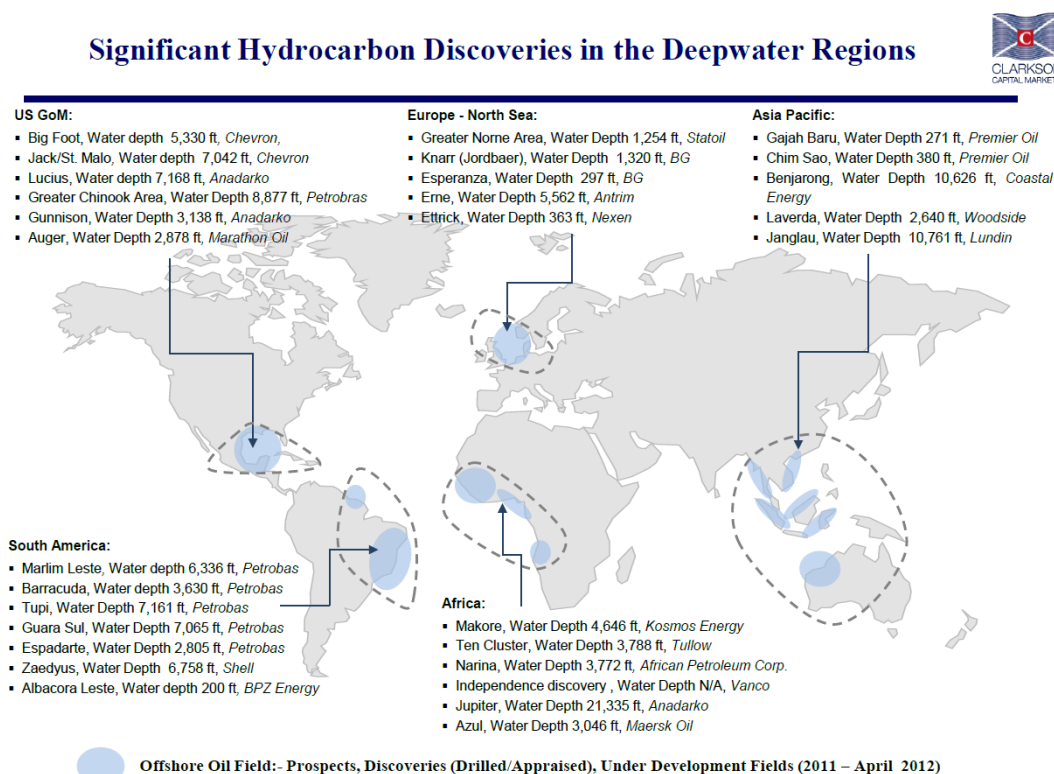 Significant Hydrocarbon Discoveries in the Deepwater Regions
C
CLARKSON
CAPITAL MARKETS
US GoM:
▪ Big Foot, Water depth 5,330 ft, Chevron,
▪ Jack/St. Malo, Water depth 7,042 ft, Chevron
▪ Lucius, Water depth 7,168 ft, Anadarko
▪ Greater Chinook Area, Water Depth 8,877 ft, Petrobras
▪ Gunnison, Water Depth 3,138 ft, Anadarko
▪ Auger, Water Depth 2,878 ft, Marathon Oil
Europe - North Sea:
▪ Greater Norne Area, Water Depth 1,254 ft, Statoil
▪ Knarr (Jordbaer), Water Depth 1,320 ft, BG
▪ Esperanza, Water Depth 297 ft, BG
▪ Erne, Water Depth 5,562 ft, Antrim
▪ Ettrick, Water Depth 363 ft, Nexen
Asia Pacific:
▪ Gajah Baru, Water Depth 271 ft, Premier Oil
▪ Chim Sao, Water Depth 380 ft, Premier Oil
▪ Benjarong, Water Depth 10,626 ft, Coastal
Energy
▪ Laverda, Water Depth 2,640 ft, Woodside
▪ Janglau, Water Depth 10,761 ft, Lundin
South America:
▪ Marlim Leste, Water depth 6,336 ft, Petrobas
▪ Barracuda, Water depth 3,630 ft, Petrobas
▪ Tupi, Water Depth 7,161 ft, Petrobas
▪ Guara Sul, Water Depth 7,065 ft, Petrobas
▪ Espadarte, Water Depth 2,805 ft, Petrobas
▪ Zaedyus, Water Depth 6,758 ft, Shell
▪ Albacora Leste, Water depth 200 ft, BPZ Energy
Africa:
▪ Makore, Water Depth 4,646 ft, Kosmos Energy
▪ Ten Cluster, Water Depth 3,788 ft, Tullow
▪ Narina, Water Depth 3,772 ft, African Petroleum Corp.
▪ Independence discovery , Water Depth N/A, Vanco
▪ Jupiter, Water Depth 21,335 ft, Anadarko
▪ Azul, Water Depth 3,046 ft, Maersk Oil
Offshore Oil Field:- Prospects, Discoveries (Drilled/Appraised), Under Development Fields (2011 – April 2012)